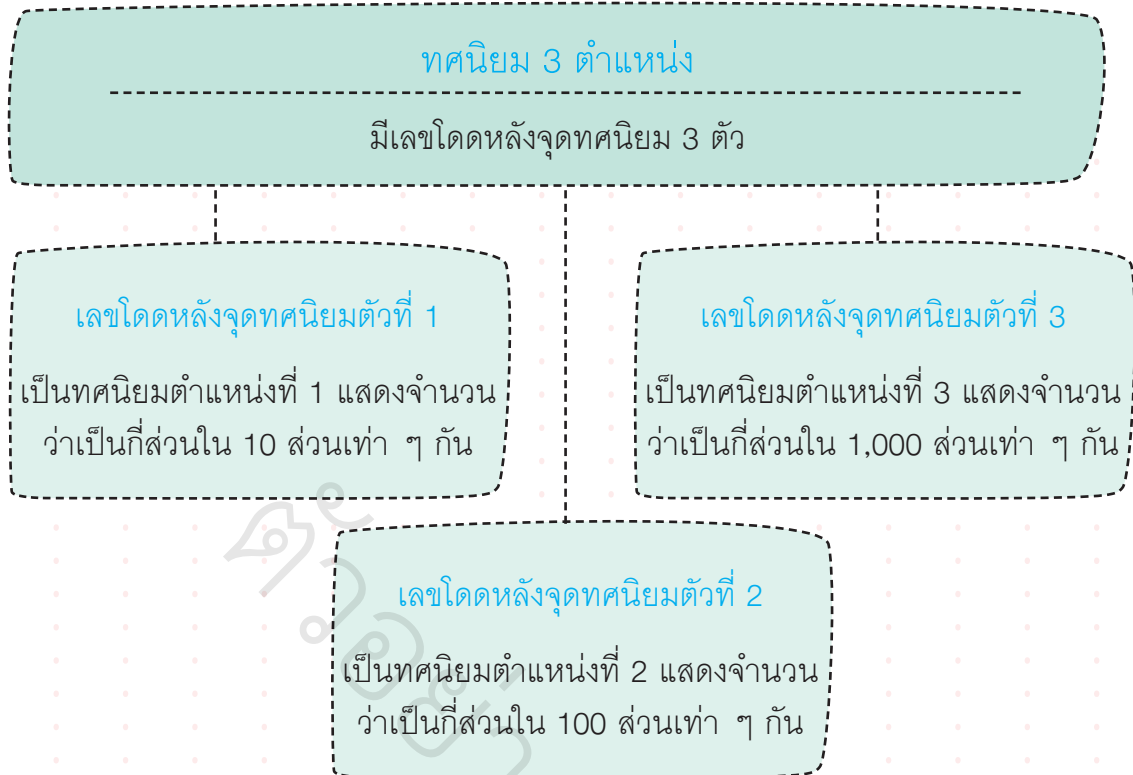 ทศนิยม 3 ตำแหน่ง
มีเลขโดดหลังจุดทศนิยม 3 ตัว
เลขโดดหลังจุดทศนิยมตัวที่ 1
เป็นทศนิยมตำแหน่งที่ 1 แสดงจำนวน
ว่าเป็นกี่ส่วนใน 10 ส่วนเท่า ๆ กัน
เลขโดดหลังจุดทศนิยมตัวที่ 3
เป็นทศนิยมตำแหน่งที่ 3 แสดงจำนวน
ว่าเป็นกี่ส่วนใน 1,000 ส่วนเท่า ๆ กัน
เลขโดดหลังจุดทศนิยมตัวที่ 2
เป็นทศนิยมตำแหน่งที่ 2 แสดงจำนวน
ว่าเป็นกี่ส่วนใน 100 ส่วนเท่า ๆ กัน